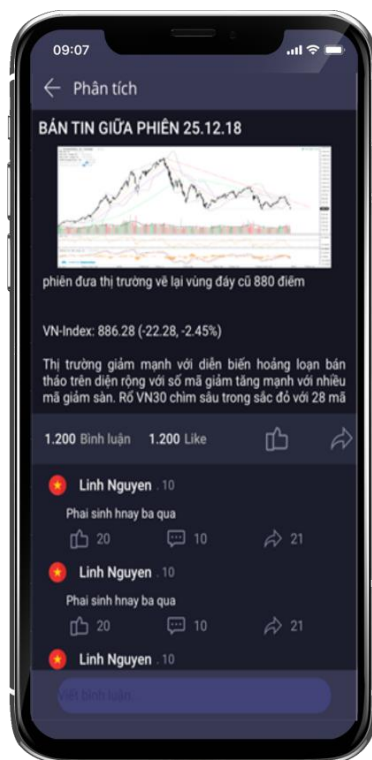 09:07
Phân tích
BẢN TIN GIỮA PHIÊN 25.12.18
phiên đưa thị trường về lại vùng đáy cũ 880 điểm
VN-Index: 886.28 (-22.28, -2.45%)
Thị trường giảm mạnh với diễn biến hoảng loạn bán
tháo trên diện rộng với số mã giảm tăng mạnh với nhiều
mã giảm sàn. Rổ VN30 chìm sâu trong sắc đỏ với 28 mã
1.200 Bình luận 1.200 Like
Linh Nguyen . 10
Phai sinh hnay ba qua
20 10 21
Linh Nguyen . 10
Phai sinh hnay ba qua
20 10 21
Linh Nguyen . 10
Viết bình luận...